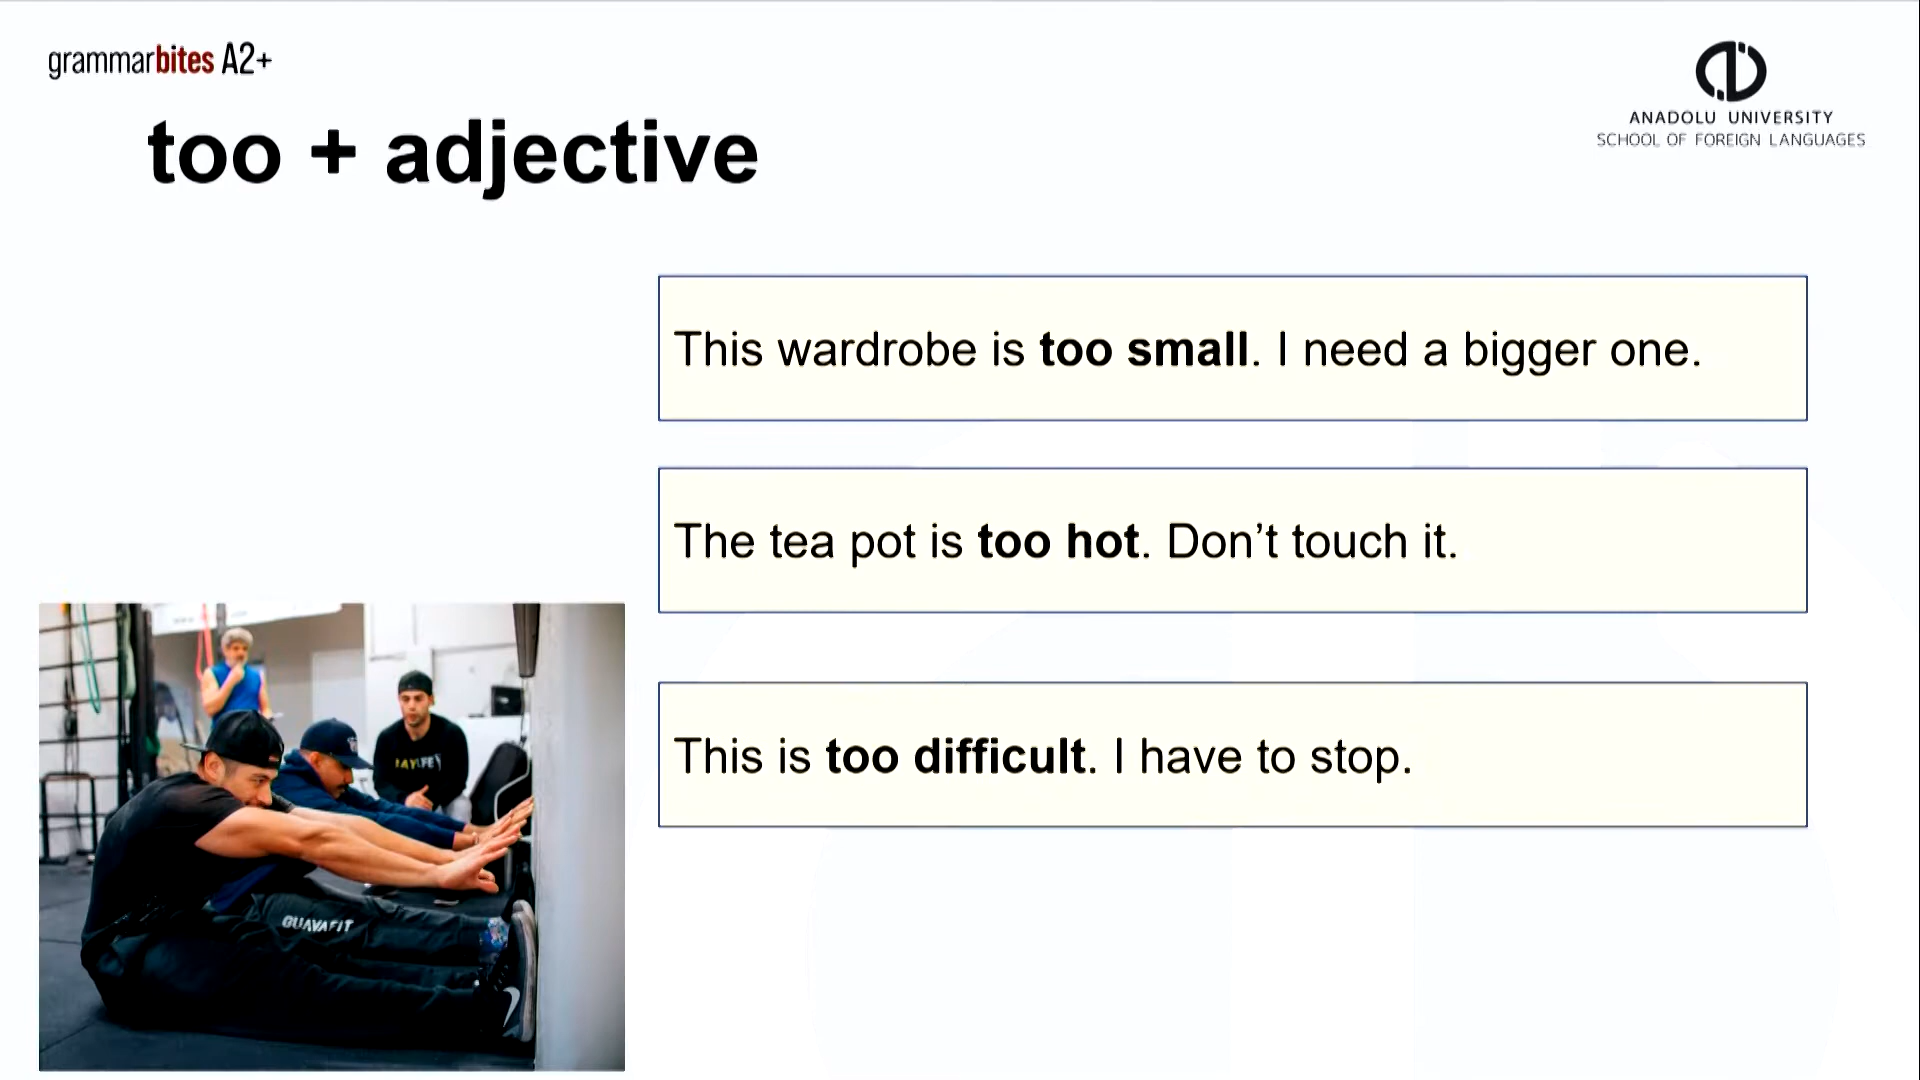 grammarbites A2+
ANADOLU UNIVERSITY
SCHOOL OF FOREIGN LANGUAGES
too + adjective
This wardrobe is too small. I need a bigger one.
The tea pot is too hot. Don’t touch it.
This is too difficult. I have to stop.
GUAVAFIT